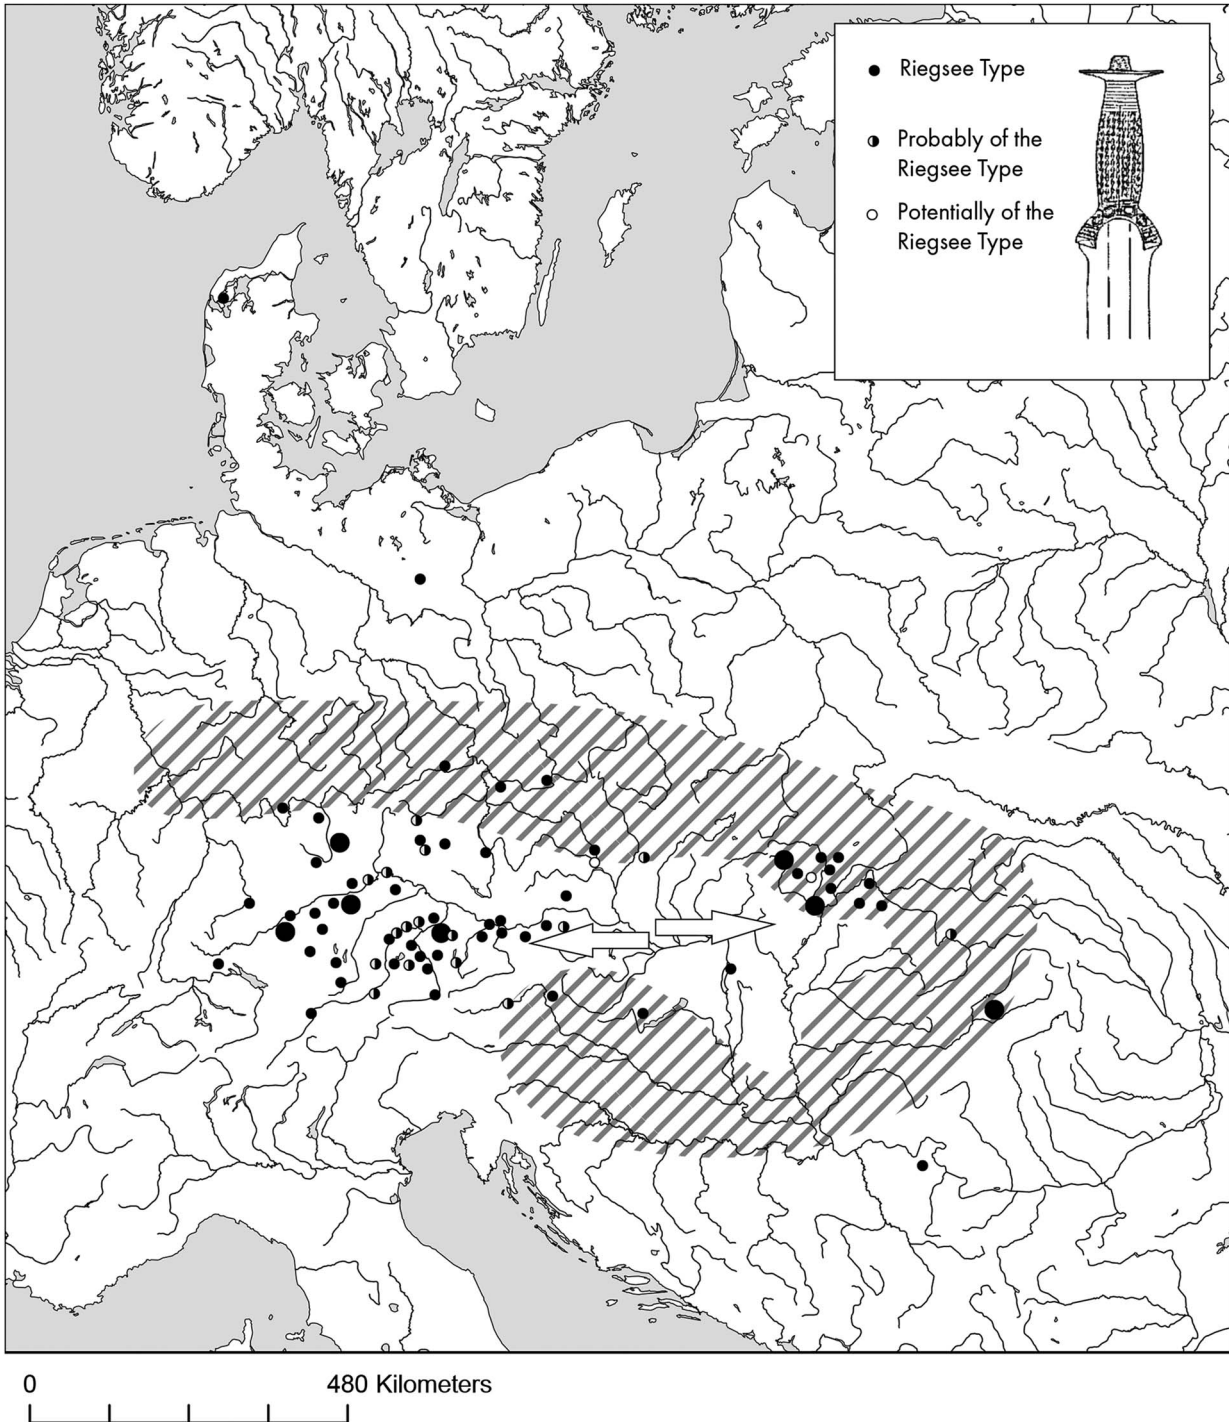 Riegsee Type
Probably of the
Riegsee Type
Potentially of the
Riegsee Type
0
480 Kilometers